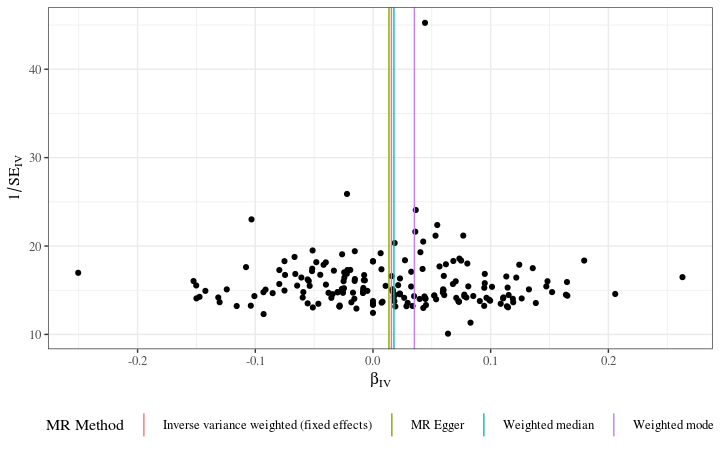 1/SE_IV
40
30
20
10
-0.2
-0.1
0.0
0.1
0.2
β_IV
MR Method
Inverse variance weighted (fixed effects)
MR Egger
Weighted median
Weighted mode